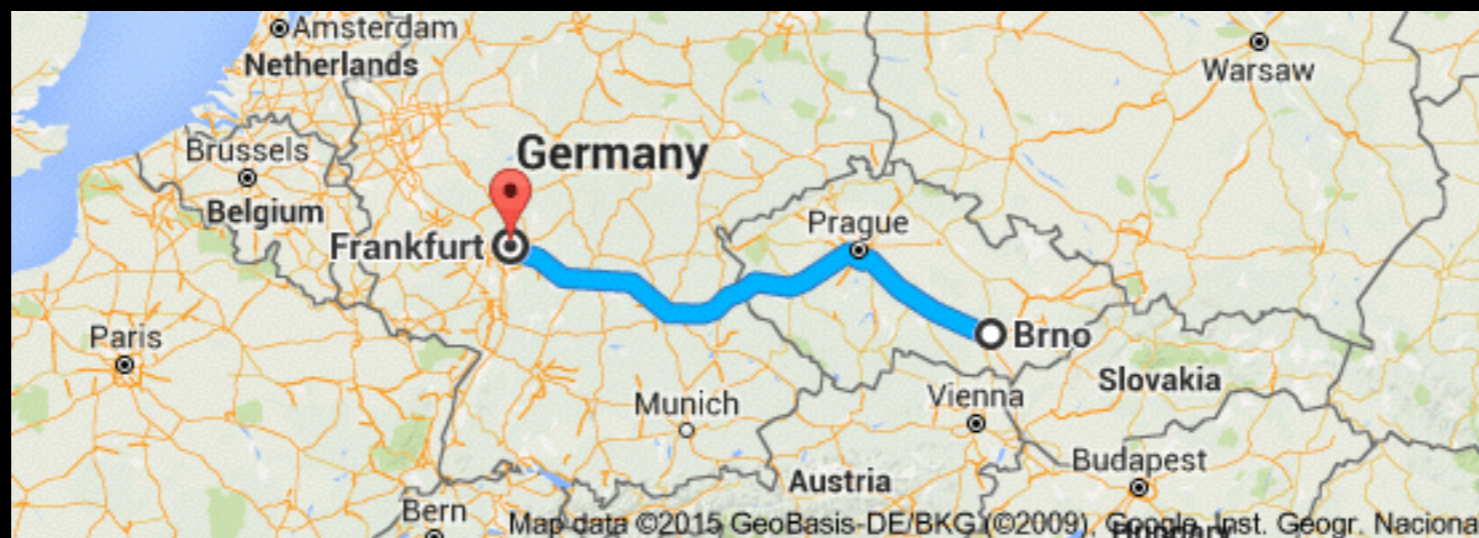 Amsterdam
Netherlands
Warsaw
Brussels
Germany
Belgium
Prague
Frankfurt
Paris
Brno
Slovakia
Munich
Vienna
Budapest
Austria
Bern
Map data ©2015 GeoBasis-DE/BKG (©2009), Google, Inst. Geogr. Naciona
Hungary